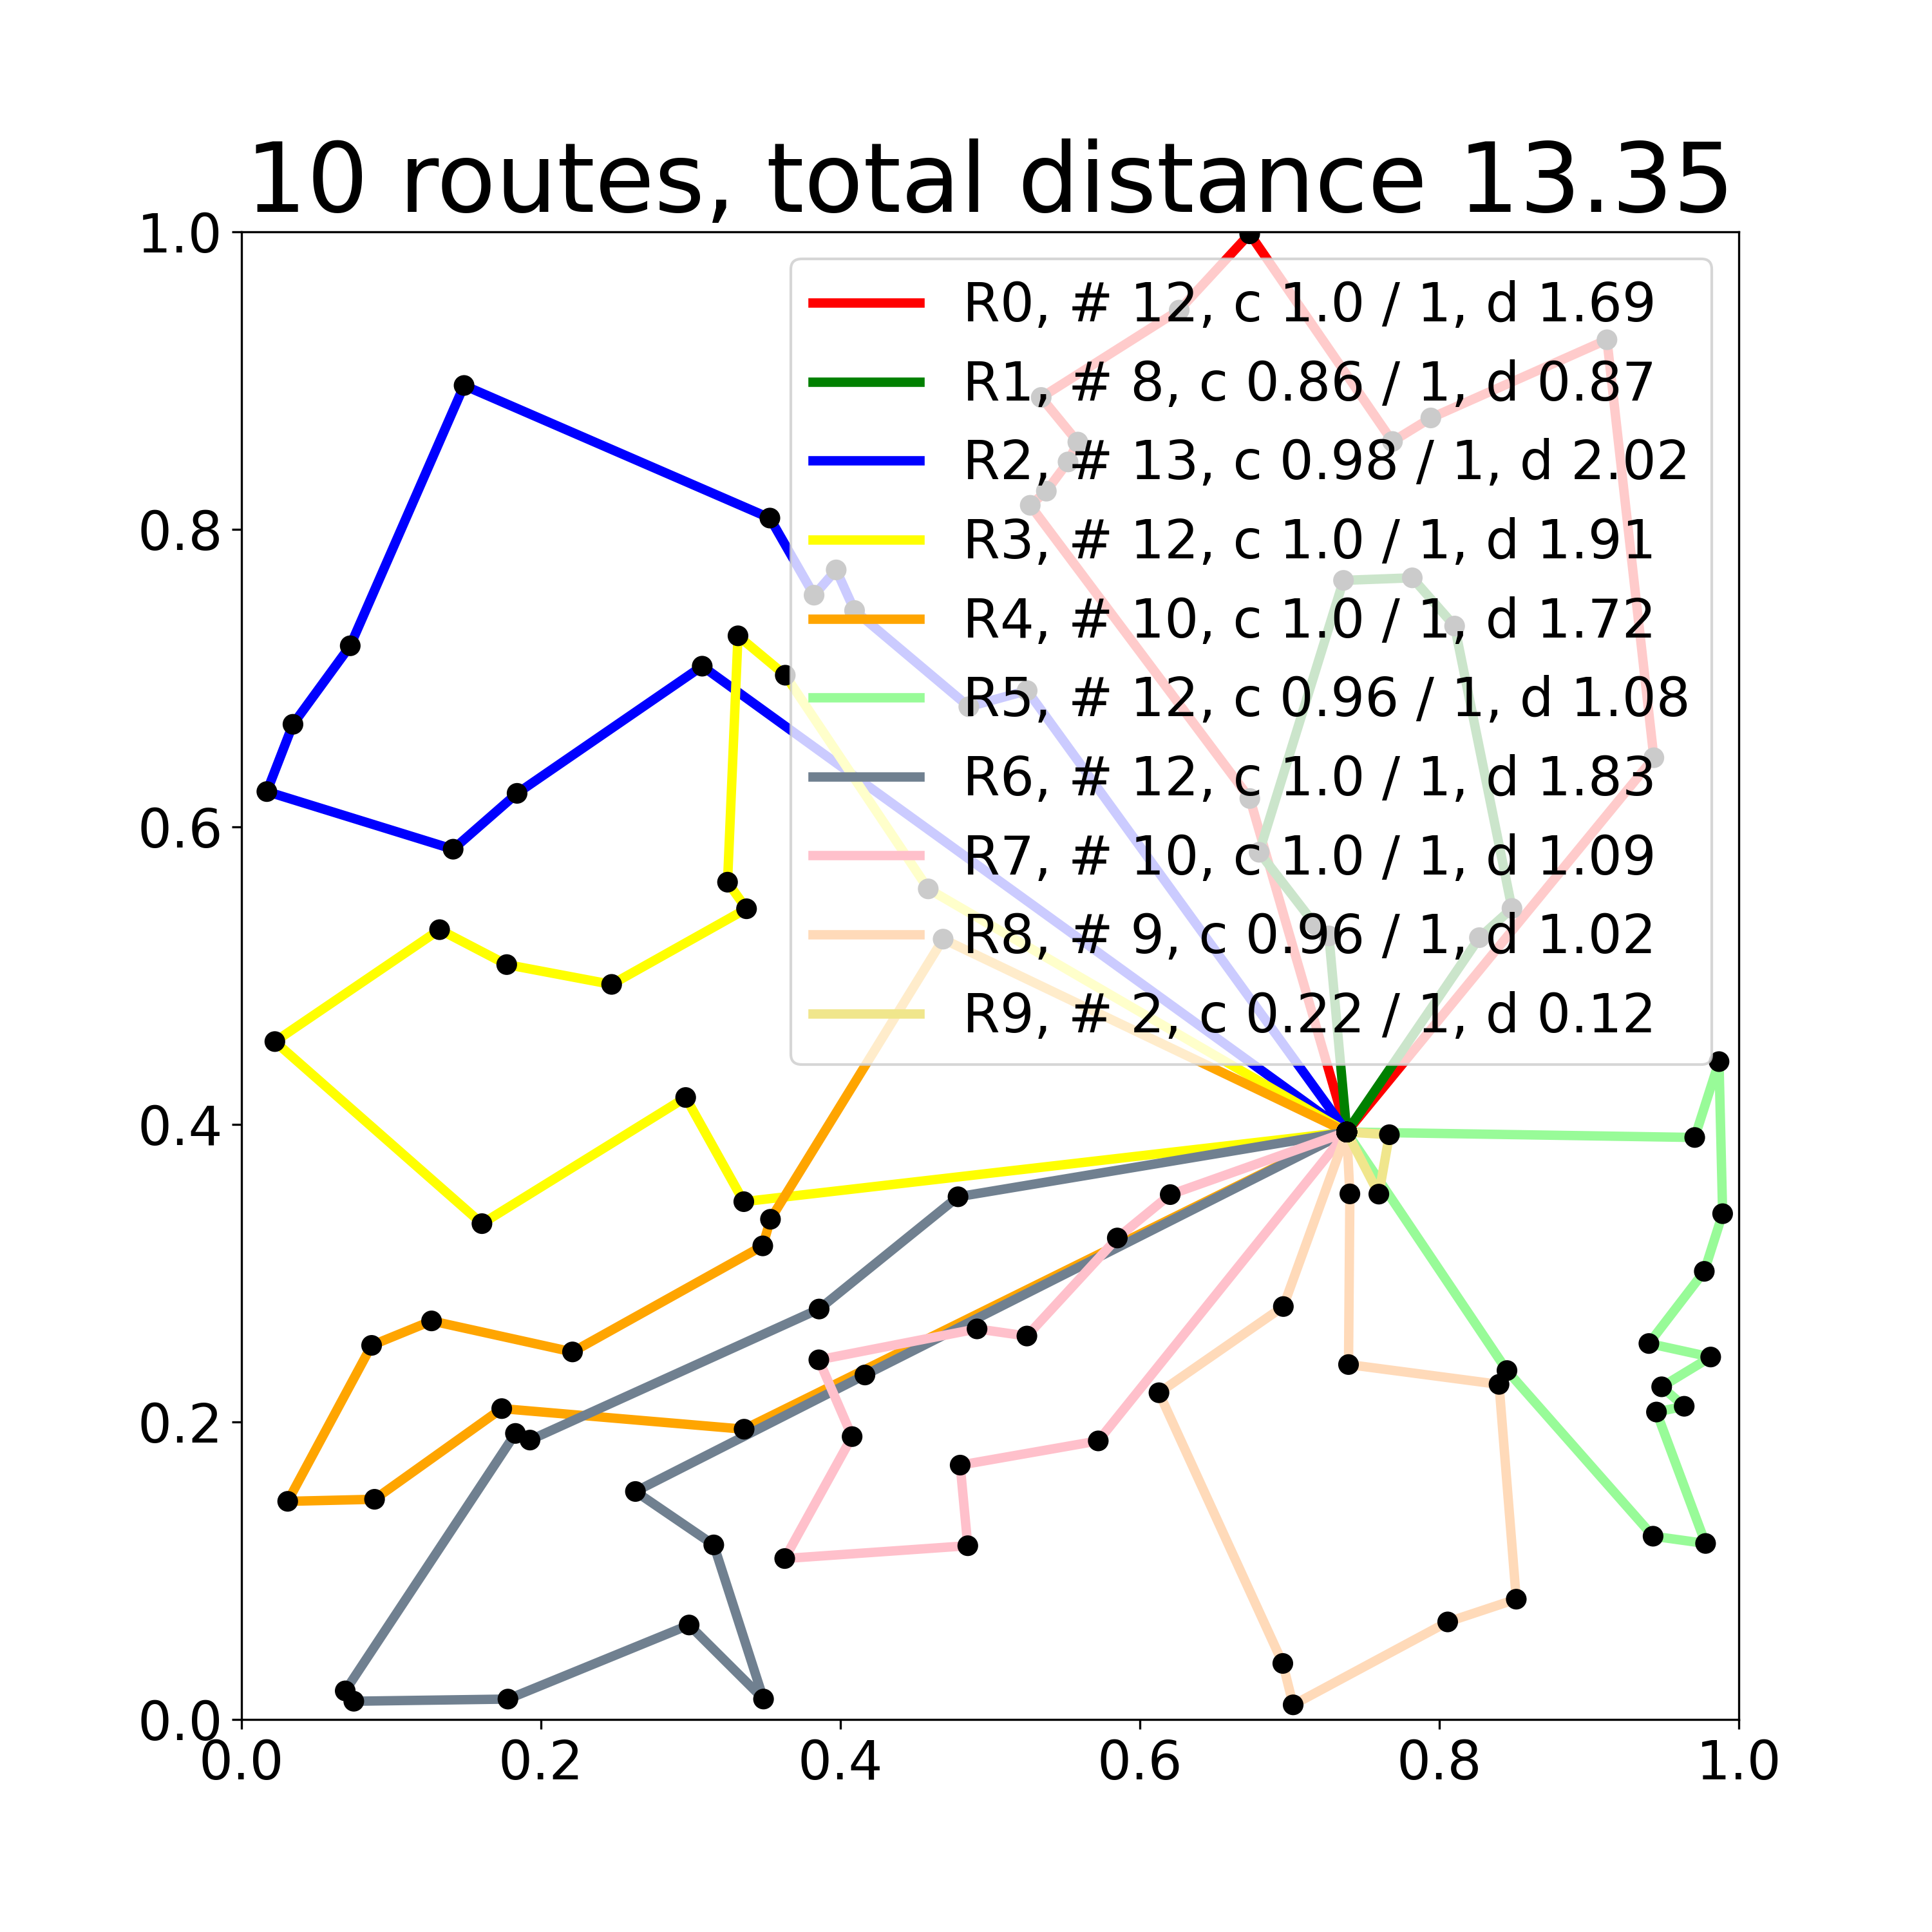 10 routes, total distance 13.35
1.0
0.8
0.6
0.4
0.2
0.0
R0, # 12, c 1.0 / 1, d 1.69
R1, # 8, c 0.86 / 1, d 0.87
R2, # 13, c 0.98 / 1, d 2.02
R3, # 12, c 1.0 / 1, d 1.91
R4, # 10, c 1.0 / 1, d 1.72
R5, # 12, c 0.96 / 1, d 1.08
R6, # 12, c 1.0 / 1, d 1.83
R7, # 10, c 1.0 / 1, d 1.09
R8, # 9, c 0.96 / 1, d 1.02
R9, # 2, c 0.22 / 1, d 0.12
0.0 0.2 0.4 0.6 0.8 1.0